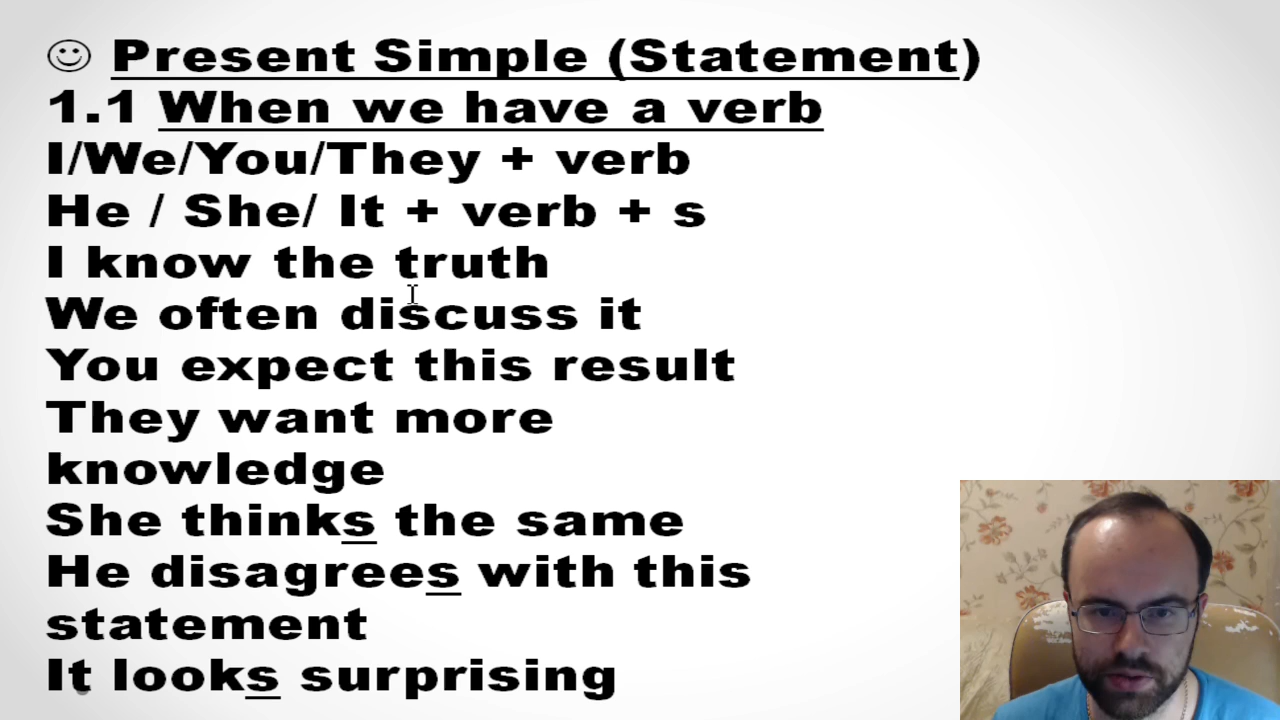 ☺ Present Simple (Statement)
1.1 When we have a verb
I/We/You/They + verb
He / She/ It + verb + s
I know the truth
We often discuss it
You expect this result
They want more
knowledge
She thinks the same
He disagrees with this
statement
It looks surprising